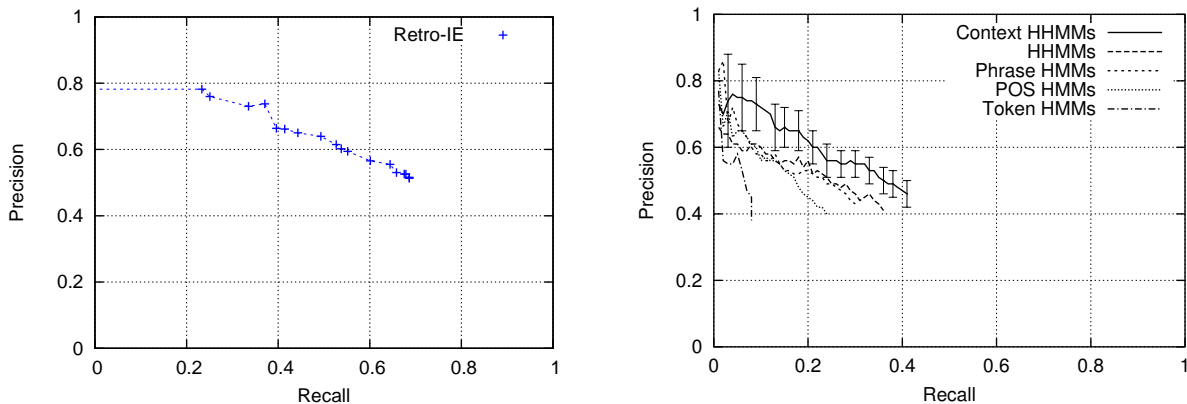 1
0.8
0.6
0.4
0.2
0
Precision
0 0.2 0.4 0.6 0.8 1
Recall
Retro-IE
1
0.8
0.6
0.4
0.2
0
Precision
0 0.2 0.4 0.6 0.8 1
Recall
Context HHMMs
HHMMs
Phrase HMMs
POS HMMs
Token HMMs